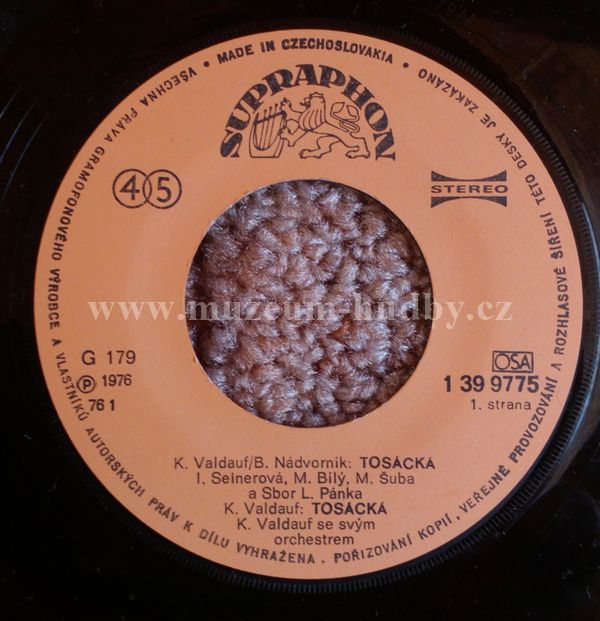 VŠECHNA PRÁVA GRAMOFONOVÉHO VÝROBCE A VLASTNÍKŮ AUTORSKÝCH PRÁV K DÍLU VYHRAŽENA. POŘIZOVÁNÍ KOPIÍ, VEŘEJNÉ PROVOZOVÁNÍ A ROZHLASOVÉ ŠÍŘENÍ TÉTO DESKY JE ZAKÁZÁNO
• MADE IN CZECHOSLOVAKIA •
SUPRAPHON
45
STEREO
www.muzeum-hudby.cz
G 179
Ⓟ 1976
76 1
OSA
1 39 9775
1. strana
K. Valdauf/B. Nádvorník: TOSÁCKÁ
I. Seinerová, M. Bílý, M. Šuba
a Sbor L. Pánka
K. Valdauf: TOSÁCKÁ
K. Valdauf se svým
orchestrem